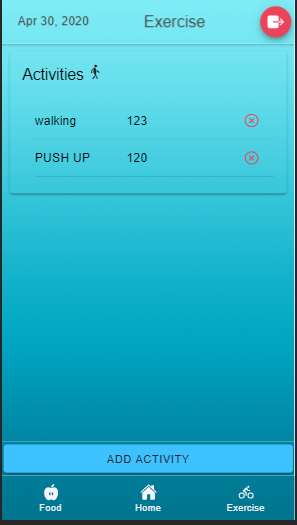 Apr 30, 2020 Exercise
Activities
walking 123
PUSH UP 120
ADD ACTIVITY
Food Home Exercise